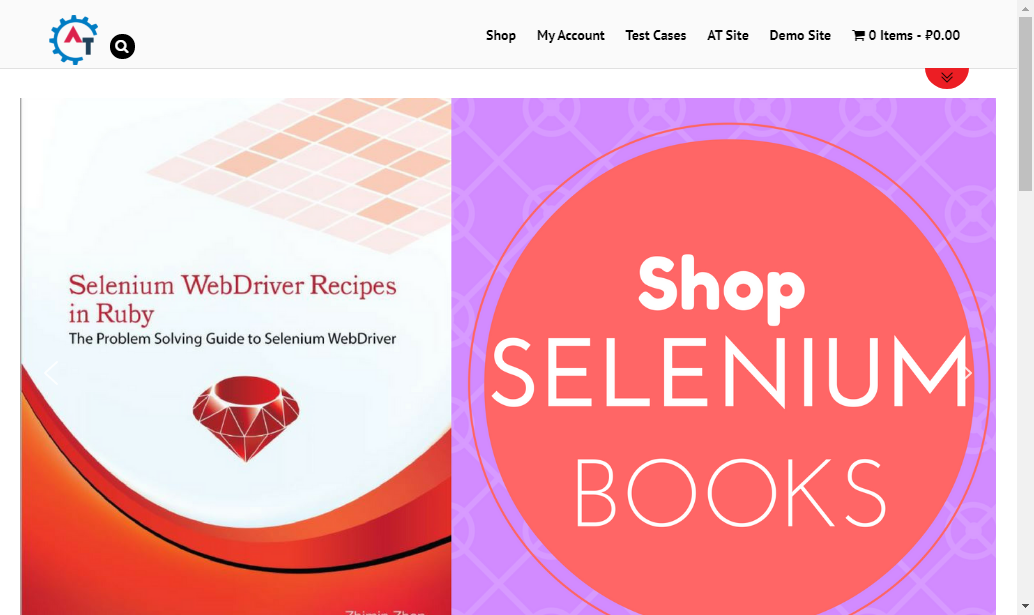 AT
Shop
My Account
Test Cases
AT Site
Demo Site
0 Items - ₽0.00
Selenium WebDriver Recipes
in Ruby
The Problem Solving Guide to Selenium WebDriver
Shop
SELENIUM
BOOKS